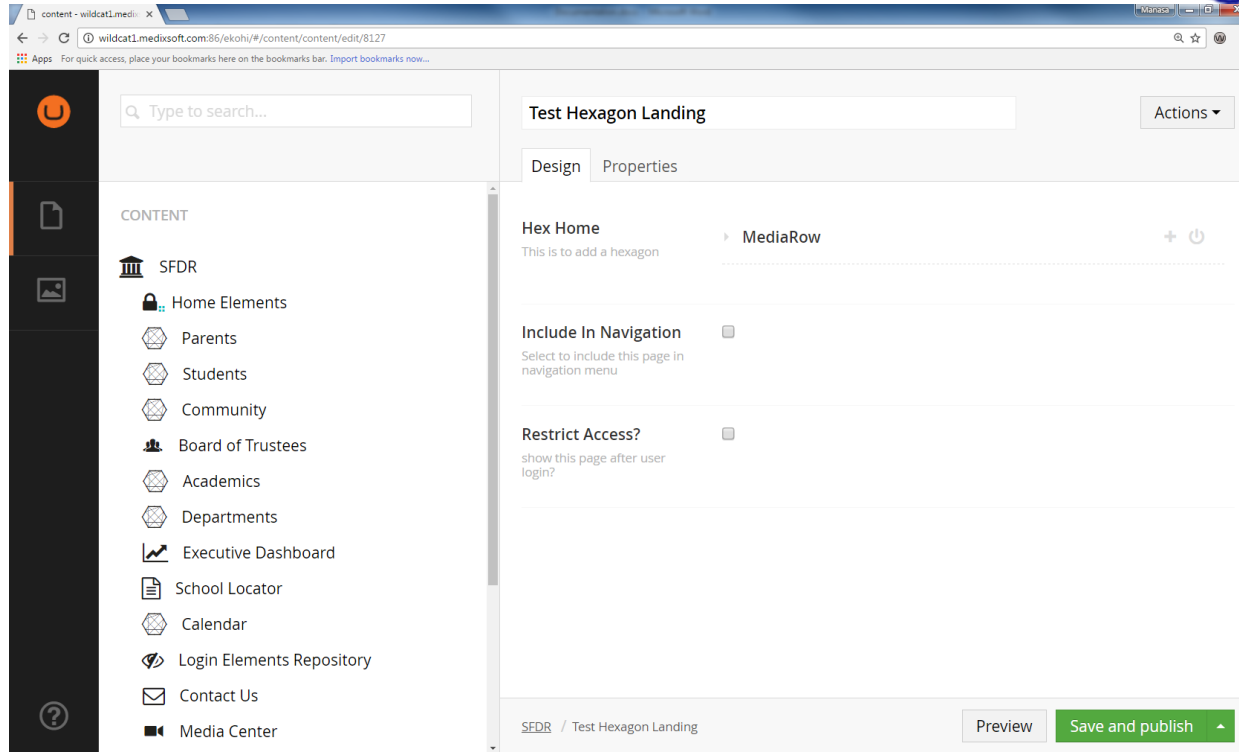 content - wildcat1.medix
Manasa
wildcat1.medixsoft.com:86/ekohi/#/content/content/edit/8127
Apps For quick access, place your bookmarks here on the bookmarks bar. Import bookmarks now...
Type to search...
Test Hexagon Landing
Actions
Design Properties
CONTENT
SFDR
Home Elements
Parents
Students
Community
Board of Trustees
Academics
Departments
Executive Dashboard
School Locator
Calendar
Login Elements Repository
Contact Us
Media Center
Hex Home
This is to add a hexagon
MediaRow
Include In Navigation
Select to include this page in
navigation menu
Restrict Access?
show this page after user
login?
SFDR / Test Hexagon Landing
Preview
Save and publish